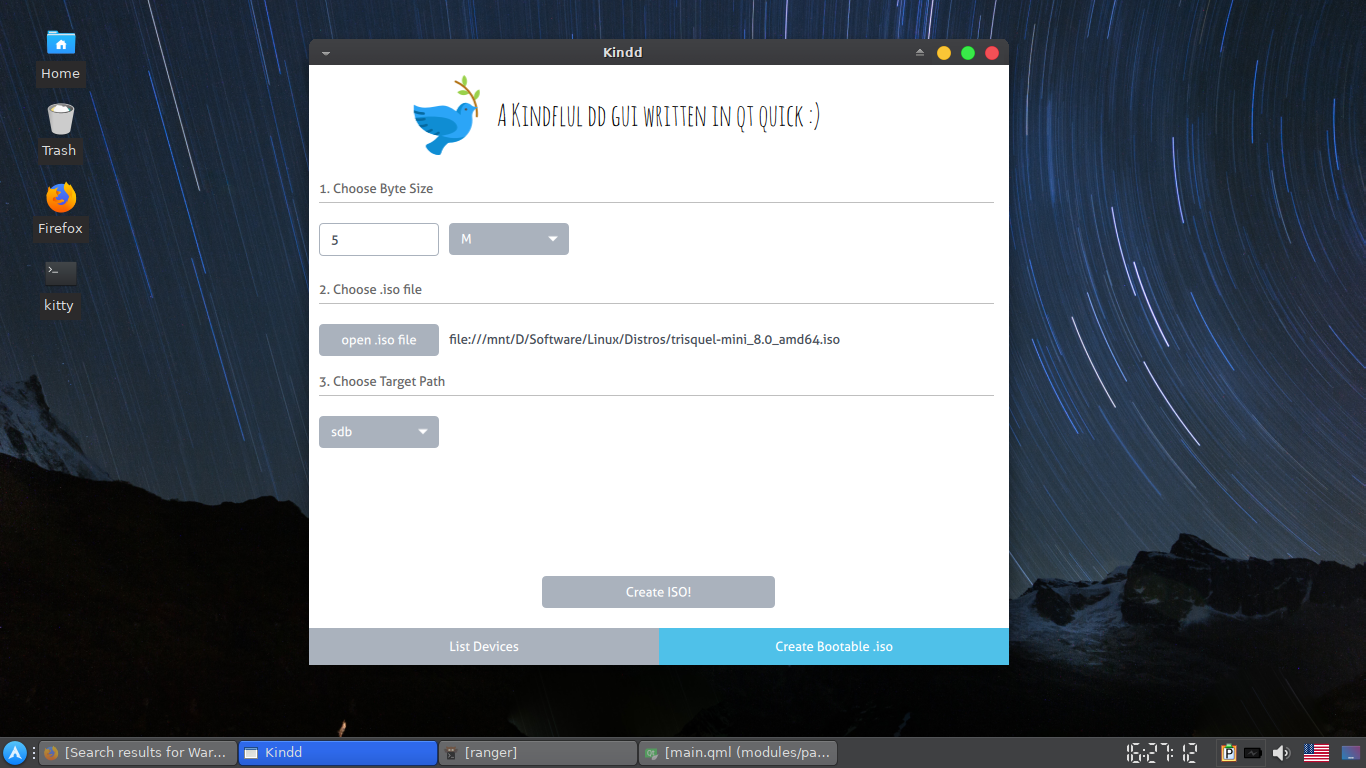 Kindd
Home
Trash
Firefox
>_
kitty
A Kindflul dd gui written in qt quick :)
1. Choose Byte Size
5 M
2. Choose .iso file
open .iso file file:///mnt/D/Software/Linux/Distros/trisquel-mini_8.0_amd64.iso
3. Choose Target Path
sdb
Create ISO!
List Devices Create Bootable .iso
[Search results for War... Kindd [ranger] [main.qml (modules/pa... 16:27:12 P